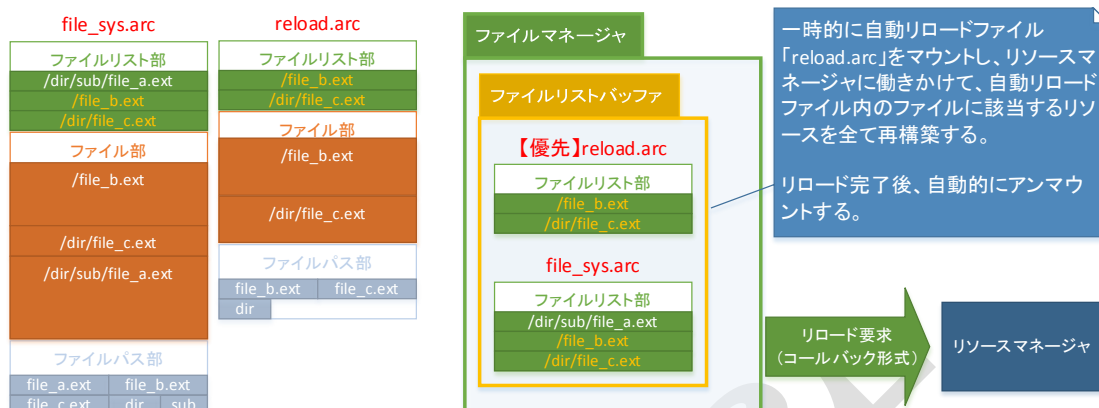 file_sys.arc
ファイルリスト部
/dir/sub/file_a.ext
/file_b.ext
/dir/file_c.ext
ファイル部
/file_b.ext
/dir/file_c.ext
/dir/sub/file_a.ext
ファイルパス部
file_a.ext
file_b.ext
file_c.ext
dir
sub
reload.arc
ファイルリスト部
/file_b.ext
/dir/file_c.ext
ファイル部
/file_b.ext
/dir/file_c.ext
ファイルパス部
file_b.ext
file_c.ext
dir
ファイルマネージャ
ファイルリストバッファ
【優先】reload.arc
ファイルリスト部
/file_b.ext
/dir/file_c.ext
file_sys.arc
ファイルリスト部
/dir/sub/file_a.ext
/file_b.ext
/dir/file_c.ext
一時的に自動リロードファイル
「reload.arc」をマウントし、リソースマ
ネージャに働きかけて、自動リロード
ファイル内のファイルに該当するリソ
ースを全て再構築する。
リロード完了後、自動的にアンマウ
ントする。
リロード要求
（コールバック形式）
リソースマネージャ